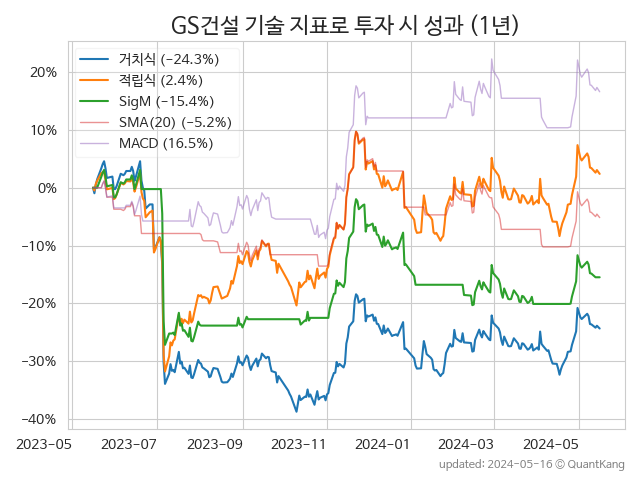 GS건설 기술 지표로 투자 시 성과 (1년)
거치식 (−24.3%)
적립식 (2.4%)
SigM (−15.4%)
SMA(20) (−5.2%)
MACD (16.5%)
20%
10%
0%
−10%
−20%
−30%
−40%
2023-05 2023-07 2023-09 2023-11 2024-01 2024-03 2024-05
updated: 2024-05-16 © QuantKang